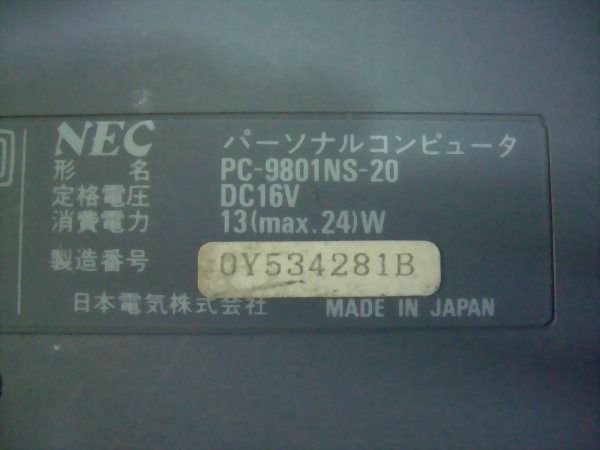 NEC パーソナルコンピュータ
形 名 PC-9801NS-20
定格電圧 DC16V
消費電力 13(max.24)W
製造番号 0Y534281B
日本電気株式会社 MADE IN JAPAN